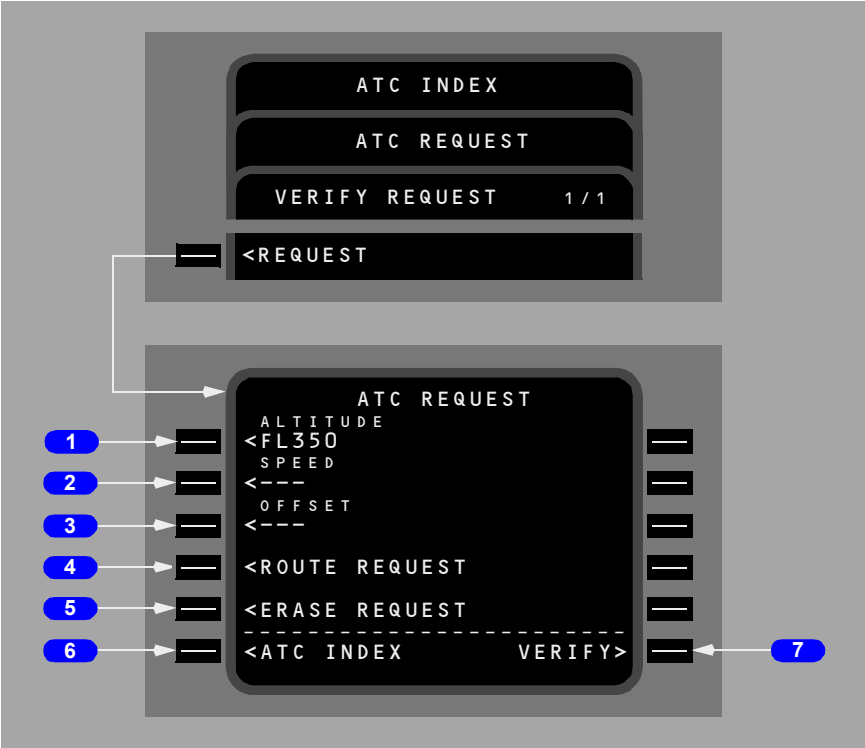 ATC INDEX
ATC REQUEST
VERIFY REQUEST 1/1
<REQUEST
ATC REQUEST
ALTITUDE
1 <FL350
SPEED
2 <---
OFFSET
3 <---
4 <ROUTE REQUEST
5 <ERASE REQUEST
------------------------
6 <ATC INDEX VERIFY> 7